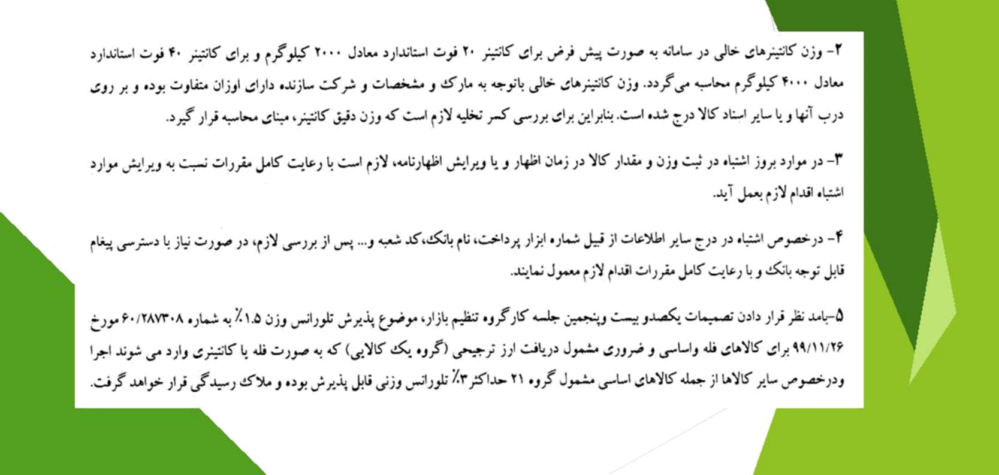 ۲- وزن کانتینرهای خالی در سامانه به صورت پیش فرض برای کانتینر ۲۰ فوت استاندارد معادل ۲۰۰۰ کیلوگرم و برای کانتینر ۴۰ فوت استاندارد
معادل ۴۰۰۰ کیلوگرم محاسبه می‌گردد. وزن کانتینرهای خالی باتوجه به مارک و مشخصات و شرکت سازنده دارای اوزان متفاوت بوده و بر روی
درب آنها و یا سایر اسناد کالا درج شده است. بنابراین برای بررسی کسر تخلیه لازم است که وزن دقیق کانتینر، مبنای محاسبه قرار گیرد.
۳- در موارد بروز اشتباه در ثبت وزن و مقدار کالا در زمان اظهار و یا ویرایش اظهارنامه، لازم است با رعایت کامل مقررات نسبت به ویرایش موارد
اشتباه اقدام لازم بعمل آید.
۴- درخصوص اشتباه در درج سایر اطلاعات از قبیل شماره ابزار پرداخت، نام بانک،کد شعبه و... پس از بررسی لازم، در صورت نیاز با دسترسی پیغام
قابل توجه بانک و با رعایت کامل مقررات اقدام لازم معمول نمایند.
۵-بامد نظر قرار دادن تصمیمات یکصدو بیست وپنجمین جلسه کارگروه تنظیم بازار، موضوع پذیرش تلورانس وزن ۱.۵٪ به شماره ۶۰/۲۸۷۳۰۸ مورخ
۹۹/۱۱/۲۶ برای کالاهای فله واساسی و ضروری مشمول دریافت ارز ترجیحی (گروه یک کالایی) که به صورت فله یا کانتینری وارد می شوند اجرا
ودرخصوص سایر کالاها از جمله کالاهای اساسی مشمول گروه ۲۱ حداکثر ۳٪ تلورانس وزنی قابل پذیرش بوده و ملاک رسیدگی قرار خواهد گرفت.